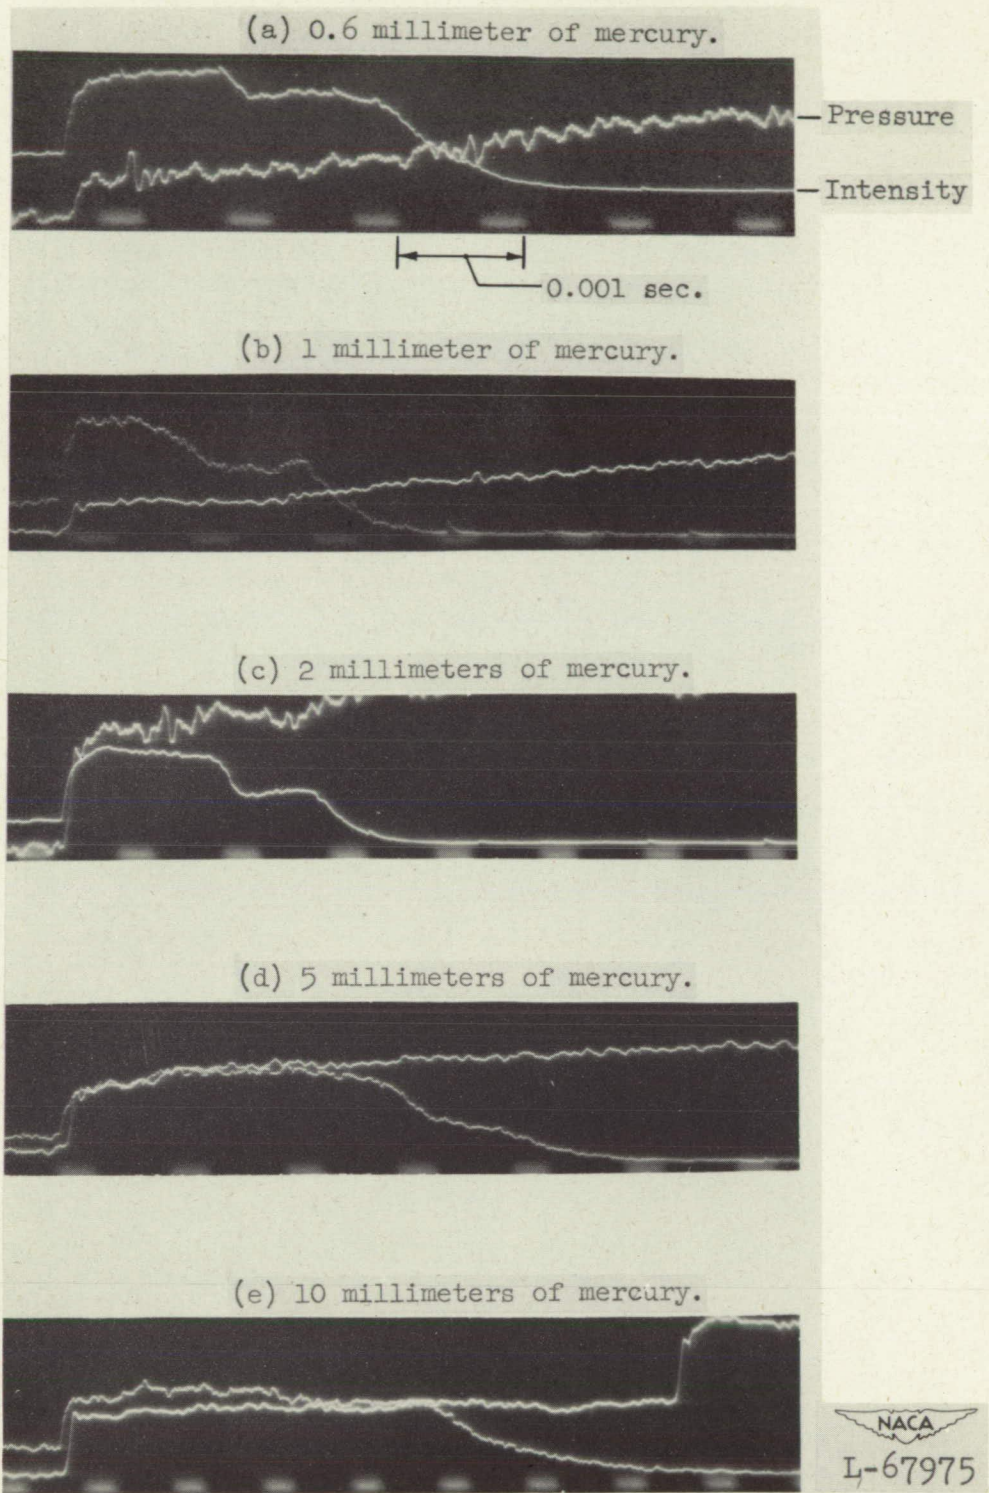 (a) 0.6 millimeter of mercury.
Pressure
Intensity
0.001 sec.
(b) 1 millimeter of mercury.
(c) 2 millimeters of mercury.
(d) 5 millimeters of mercury.
(e) 10 millimeters of mercury.
NACA
L-67975